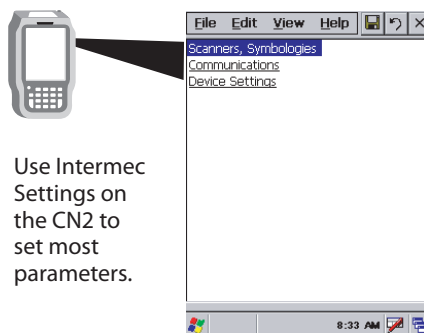 File Edit View Help
Scanners, Symbologies
Communications
Device Settings
Use Intermec
Settings on
the CN2 to
set most
parameters.
8:33 AM